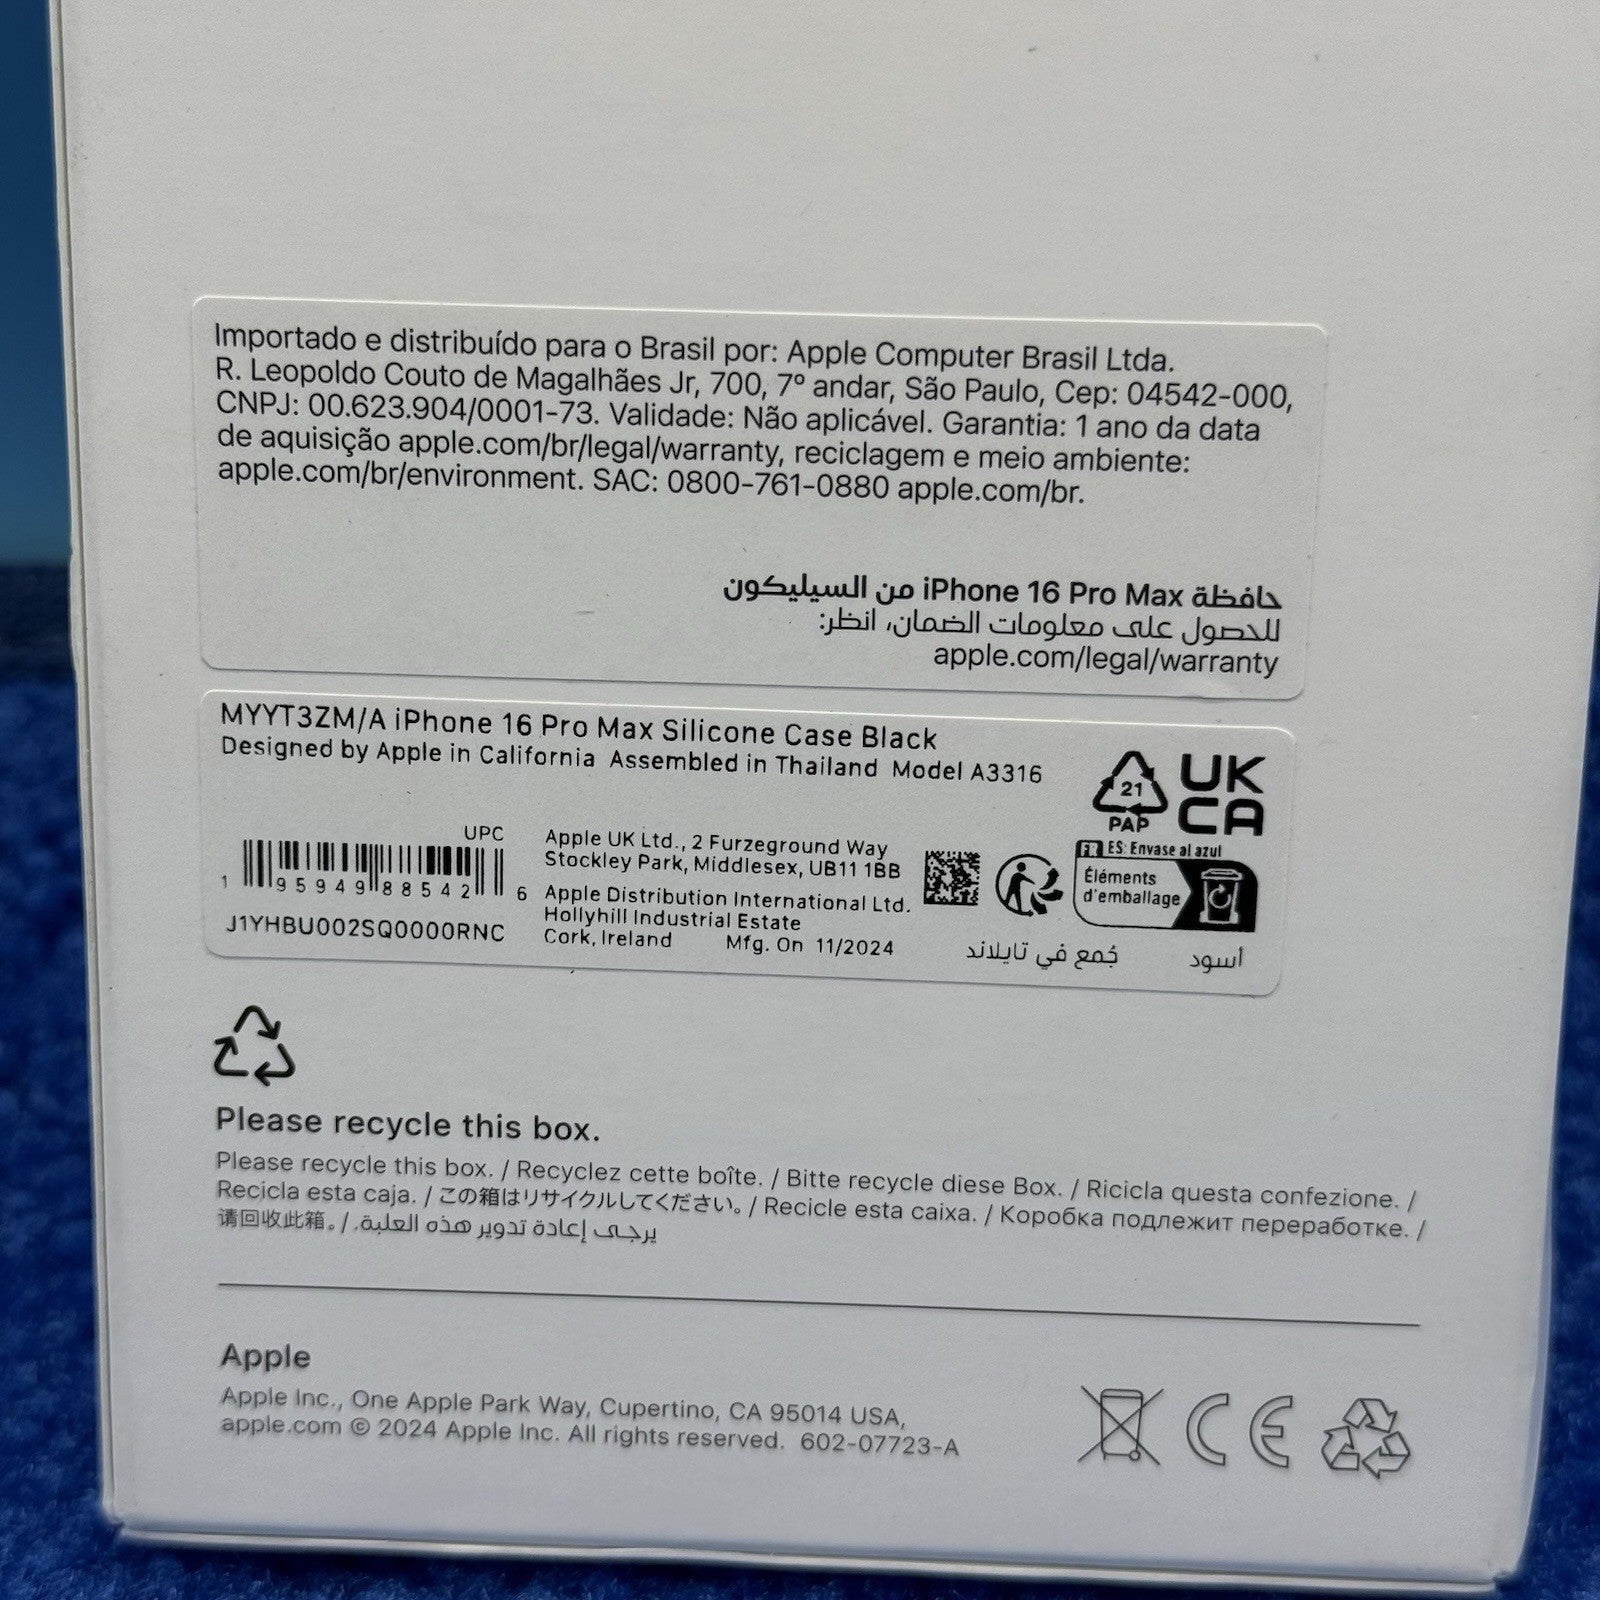 Importado e distribuído para o Brasil por: Apple Computer Brasil Ltda.
R. Leopoldo Couto de Magalhães Jr, 700, 7º andar, São Paulo, Cep: 04542-000,
CNPJ: 00.623.904/0001-73. Validade: Não aplicável. Garantia: 1 ano da data
de aquisição apple.com/br/legal/warranty, reciclagem e meio ambiente:
apple.com/br/environment. SAC: 0800-761-0880 apple.com/br.
حافظة iPhone 16 Pro Max من السيليكون
للحصول على معلومات الضمان، انظر:
apple.com/legal/warranty
MYYT3ZM/A iPhone 16 Pro Max Silicone Case Black
Designed by Apple in California Assembled in Thailand Model A3316
21
PAP
UK
CA
UPC
1 95949 88542 6
J1YHBU002SQ0000RNC
Apple UK Ltd., 2 Furzeground Way
Stockley Park, Middlesex, UB11 1BB
Apple Distribution International Ltd.
Hollyhill Industrial Estate
Cork, Ireland Mfg. On 11/2024
FR ES: Envase al azul
Éléments
d'emballage
جُمع في تايلاند
أسود
Please recycle this box.
Please recycle this box. / Recyclez cette boîte. / Bitte recycle diese Box. / Ricicla questa confezione. /
Recicla esta caja. / この箱はリサイクルしてください。/ Recicle esta caixa. / Коробка подлежит переработке. /
请回收此箱。/ يرجى إعادة تدوير هذه العلبة.
Apple
Apple Inc., One Apple Park Way, Cupertino, CA 95014 USA,
apple.com © 2024 Apple Inc. All rights reserved. 602-07723-A
CE